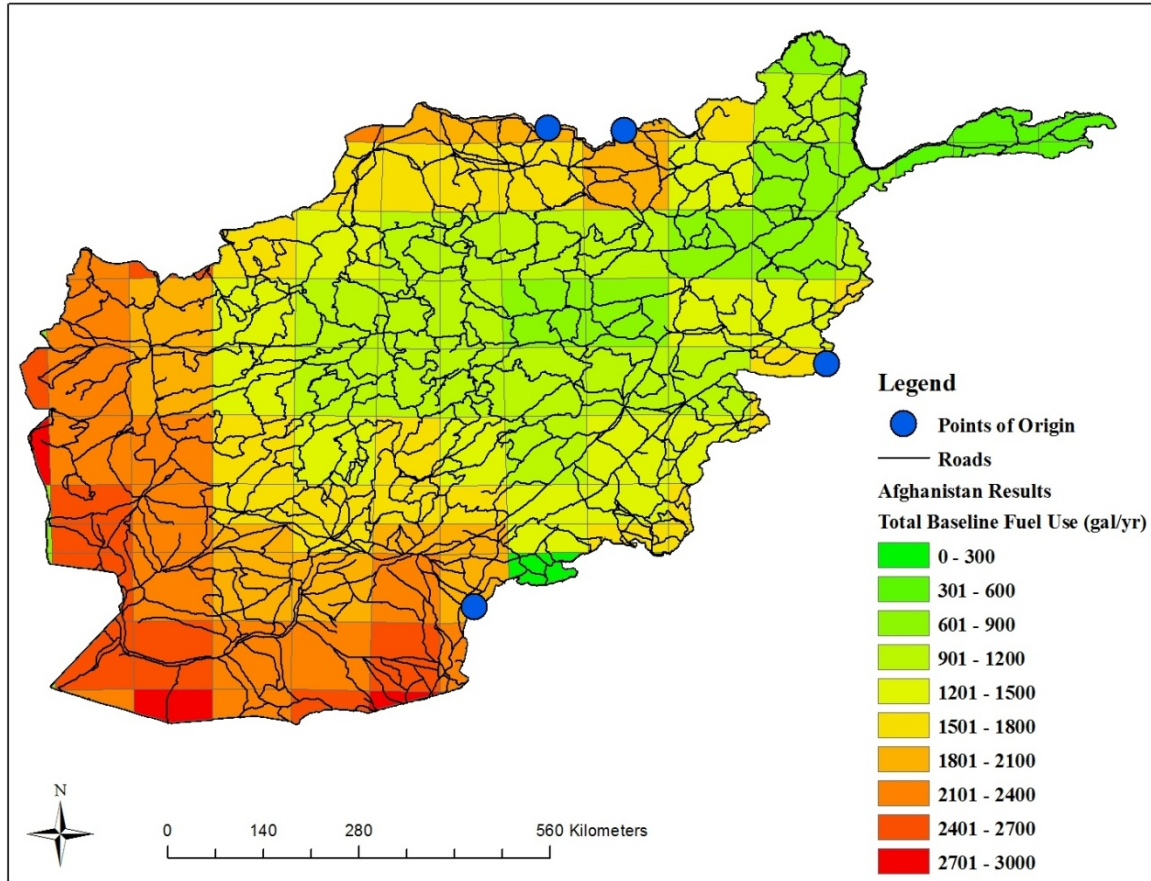 Legend
Points of Origin
Roads
Afghanistan Results
Total Baseline Fuel Use (gal/yr)
0 - 300
301 - 600
601 - 900
901 - 1200
1201 - 1500
1501 - 1800
1801 - 2100
2101 - 2400
2401 - 2700
2701 - 3000
N
0 140 280 560 Kilometers